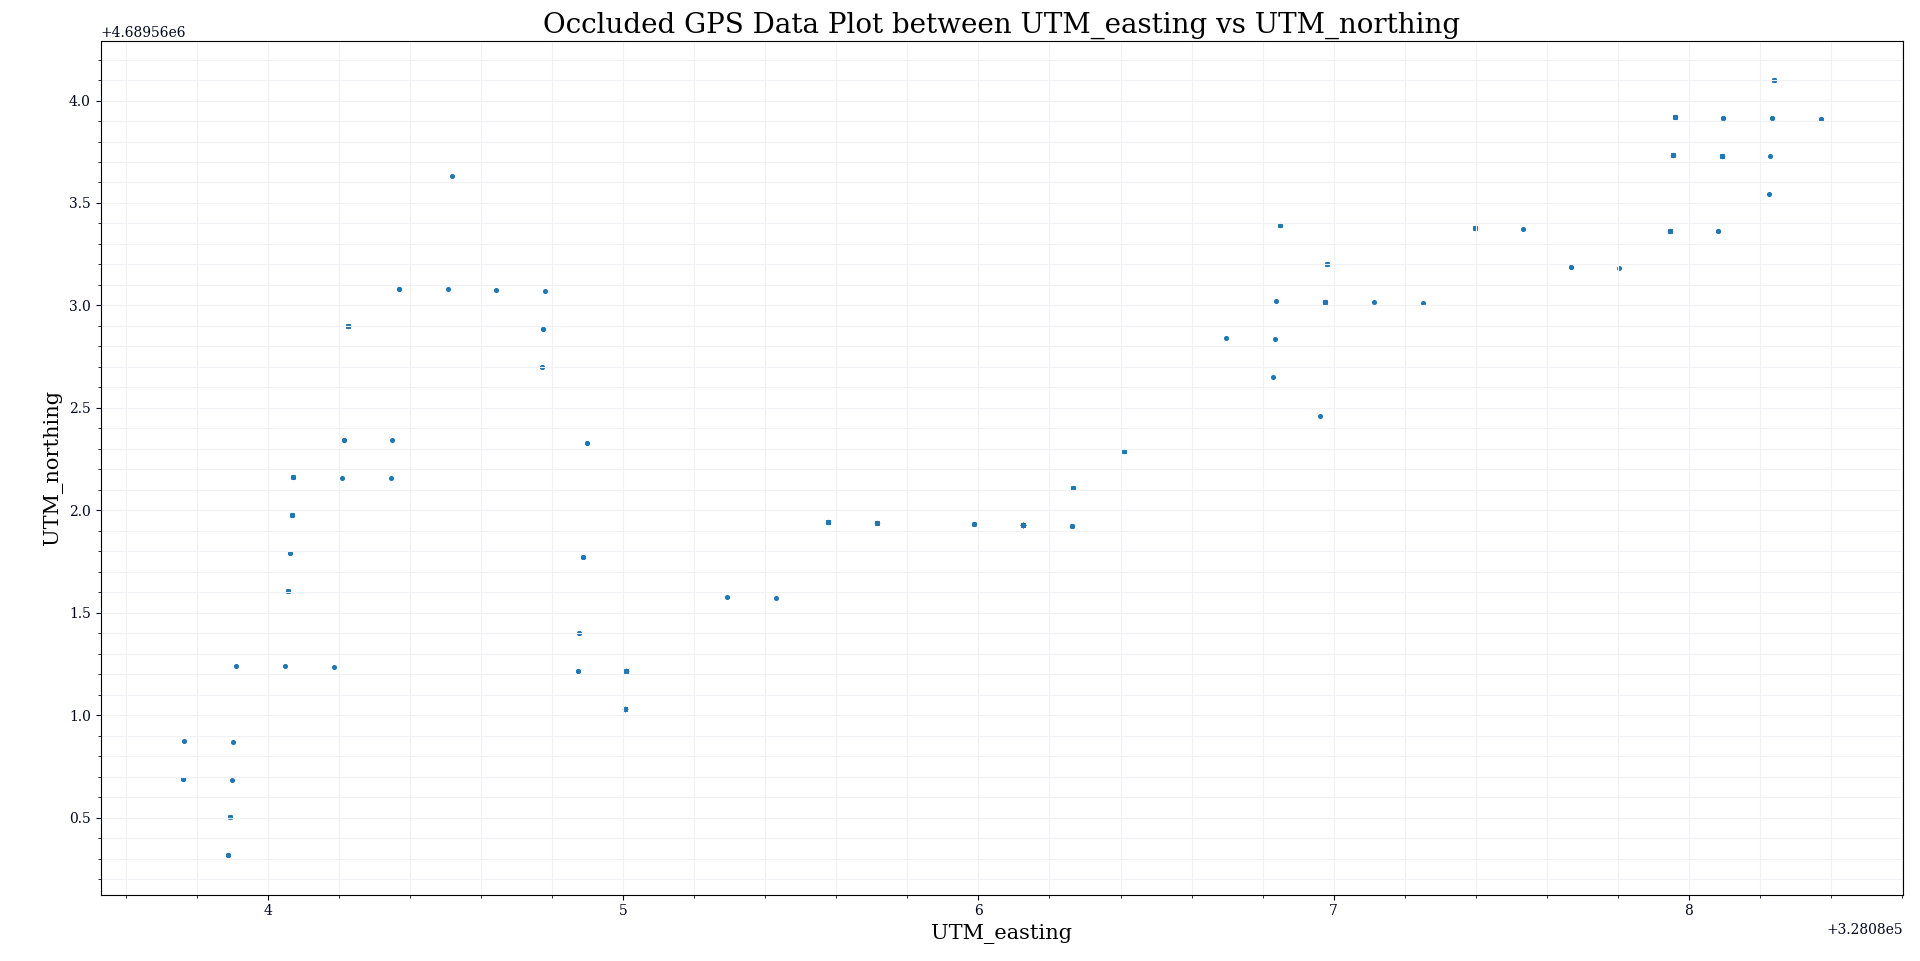 Occluded GPS Data Plot between UTM_easting vs UTM_northing
+4.68956e6
4.0
3.5
3.0
2.5
2.0
1.5
1.0
0.5
UTM_northing
4 5 6 7 8
UTM_easting
+3.2808e5